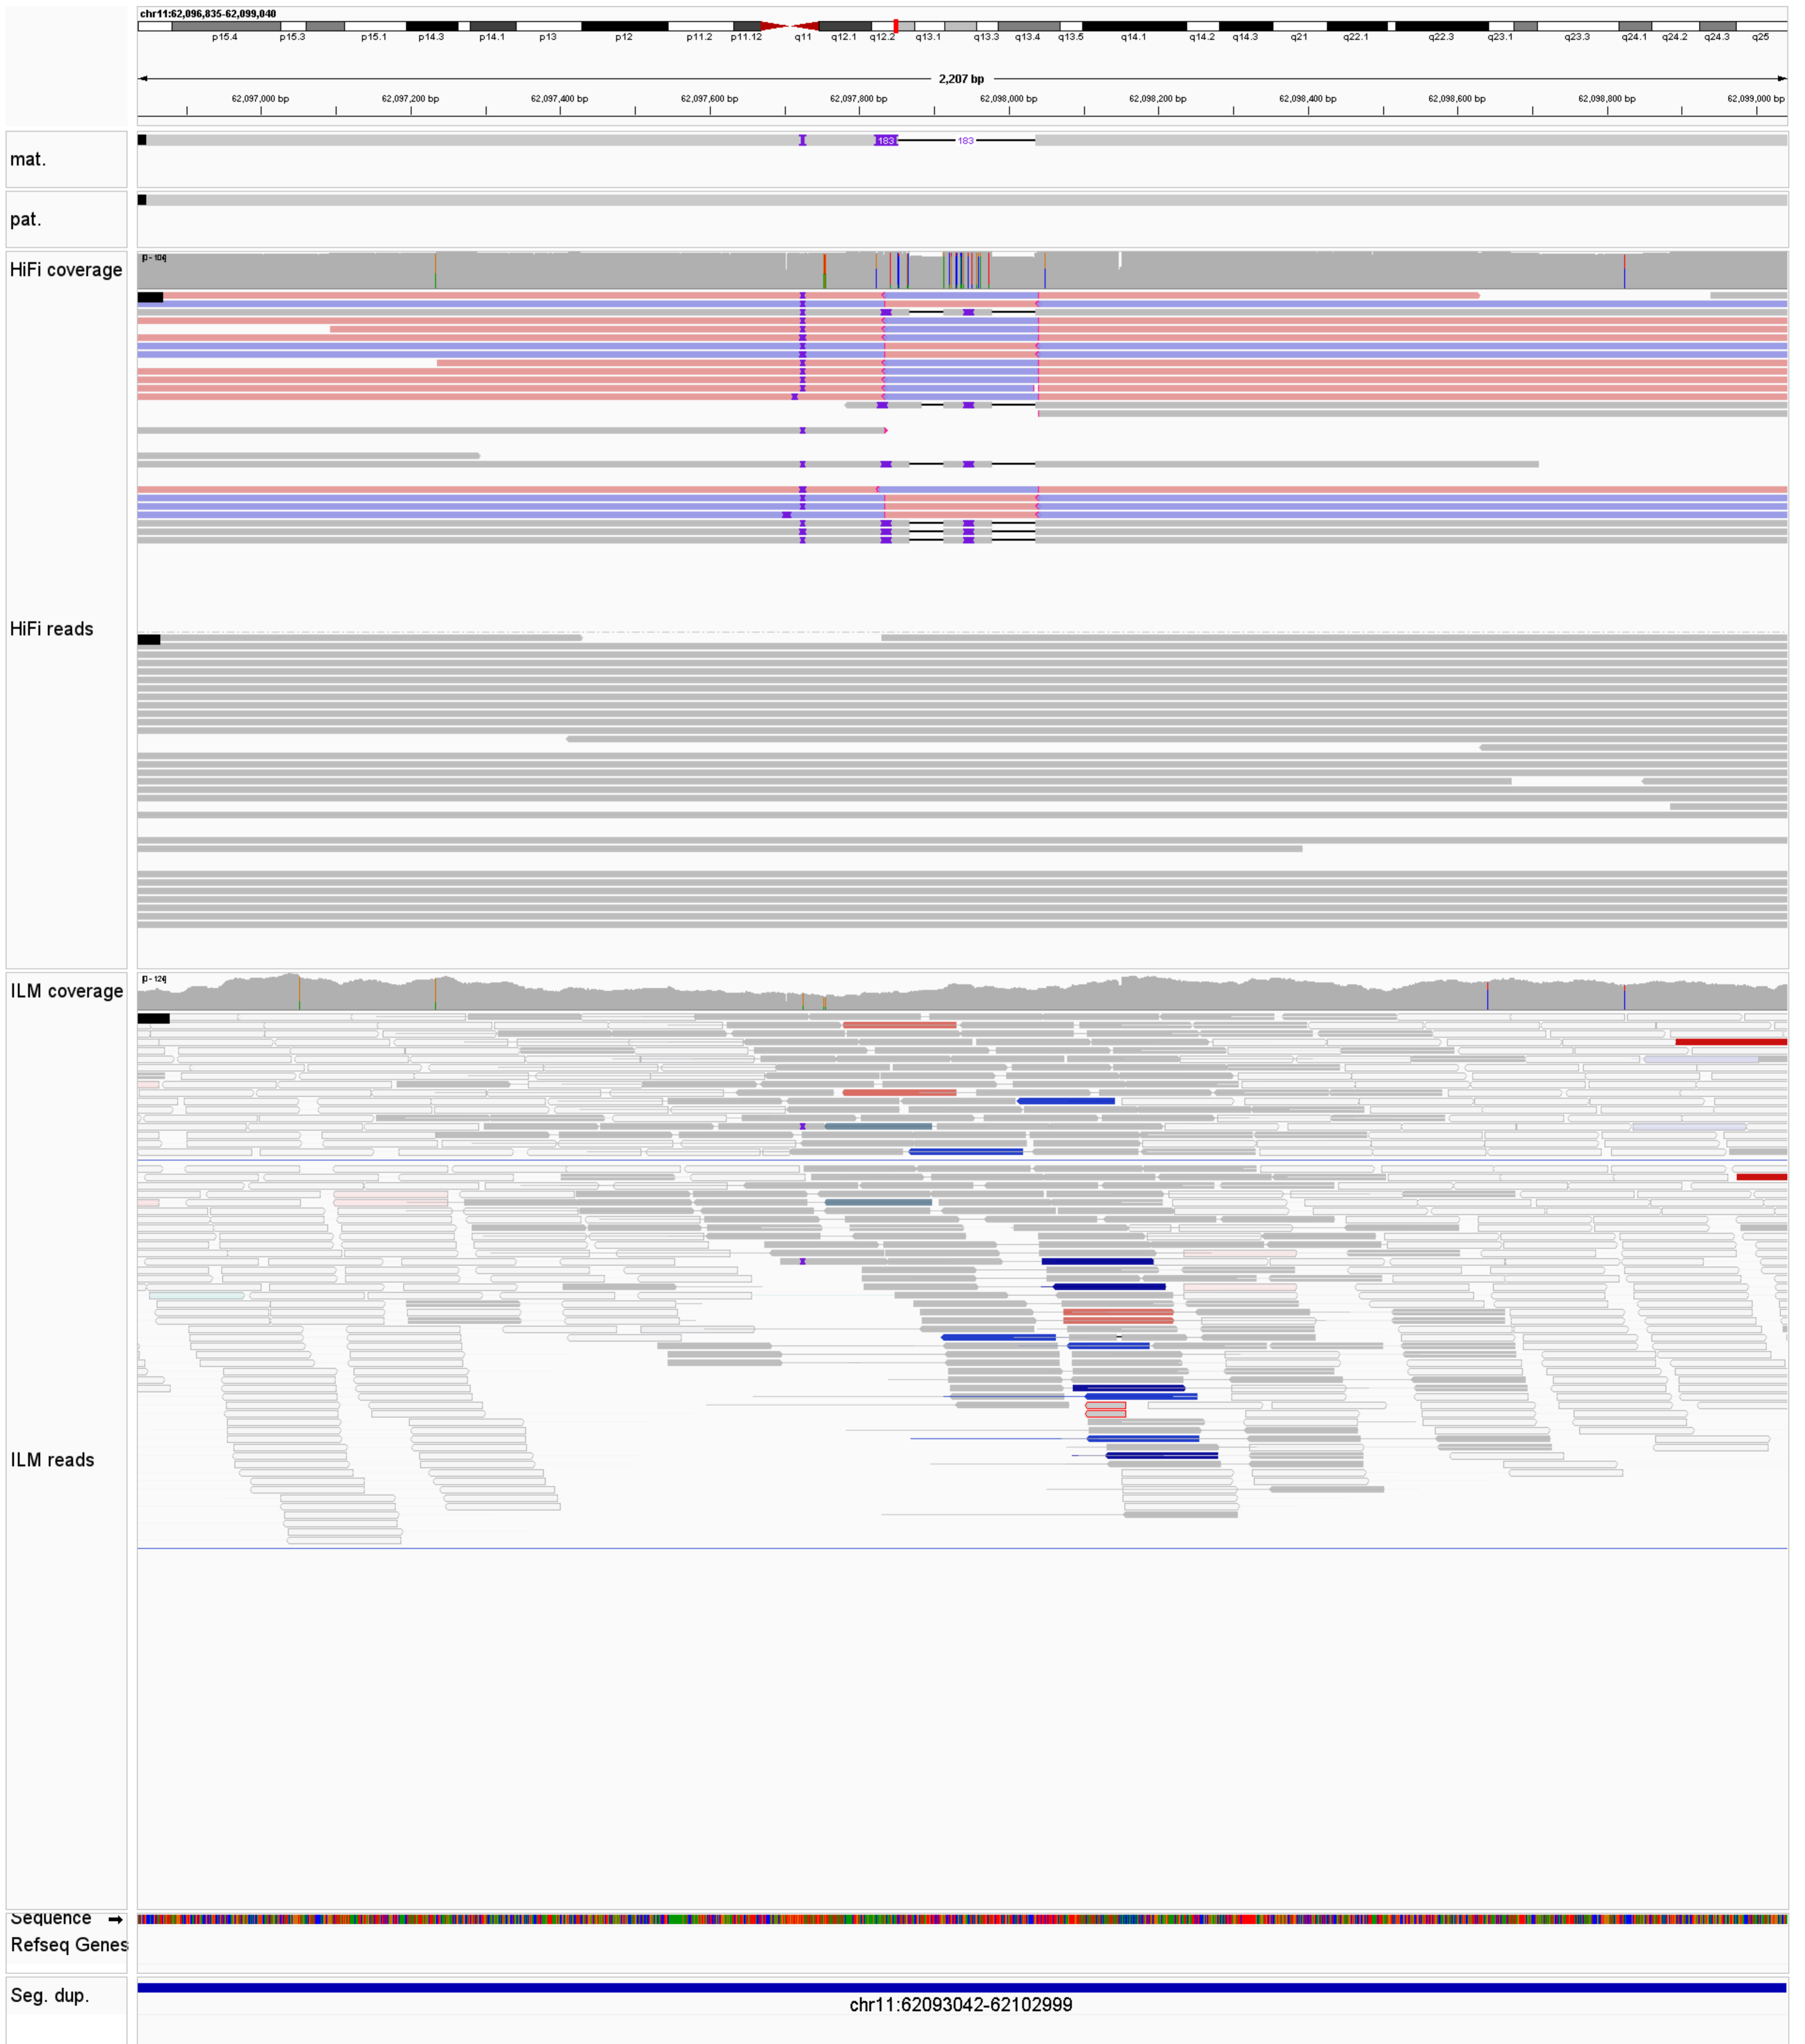 chr11:62,096,835-62,099,040
p15.4 p15.3 p15.1 p14.3 p14.1 p13 p12 p11.2 p11.12 q11 q12.1 q12.2 q13.1 q13.3 q13.4 q13.5 q14.1 q14.2 q14.3 q21 q22.1 q22.3 q23.1 q23.3 q24.1 q24.2 q24.3 q25
2,207 bp
62,097,000 bp 62,097,200 bp 62,097,400 bp 62,097,600 bp 62,097,800 bp 62,098,000 bp 62,098,200 bp 62,098,400 bp 62,098,600 bp 62,098,800 bp 62,099,000 bp
mat.
183 183
pat.
HiFi coverage
HiFi reads
ILM coverage
ILM reads
Sequence
Refseq Genes
Seg. dup.
chr11:62093042-62102999